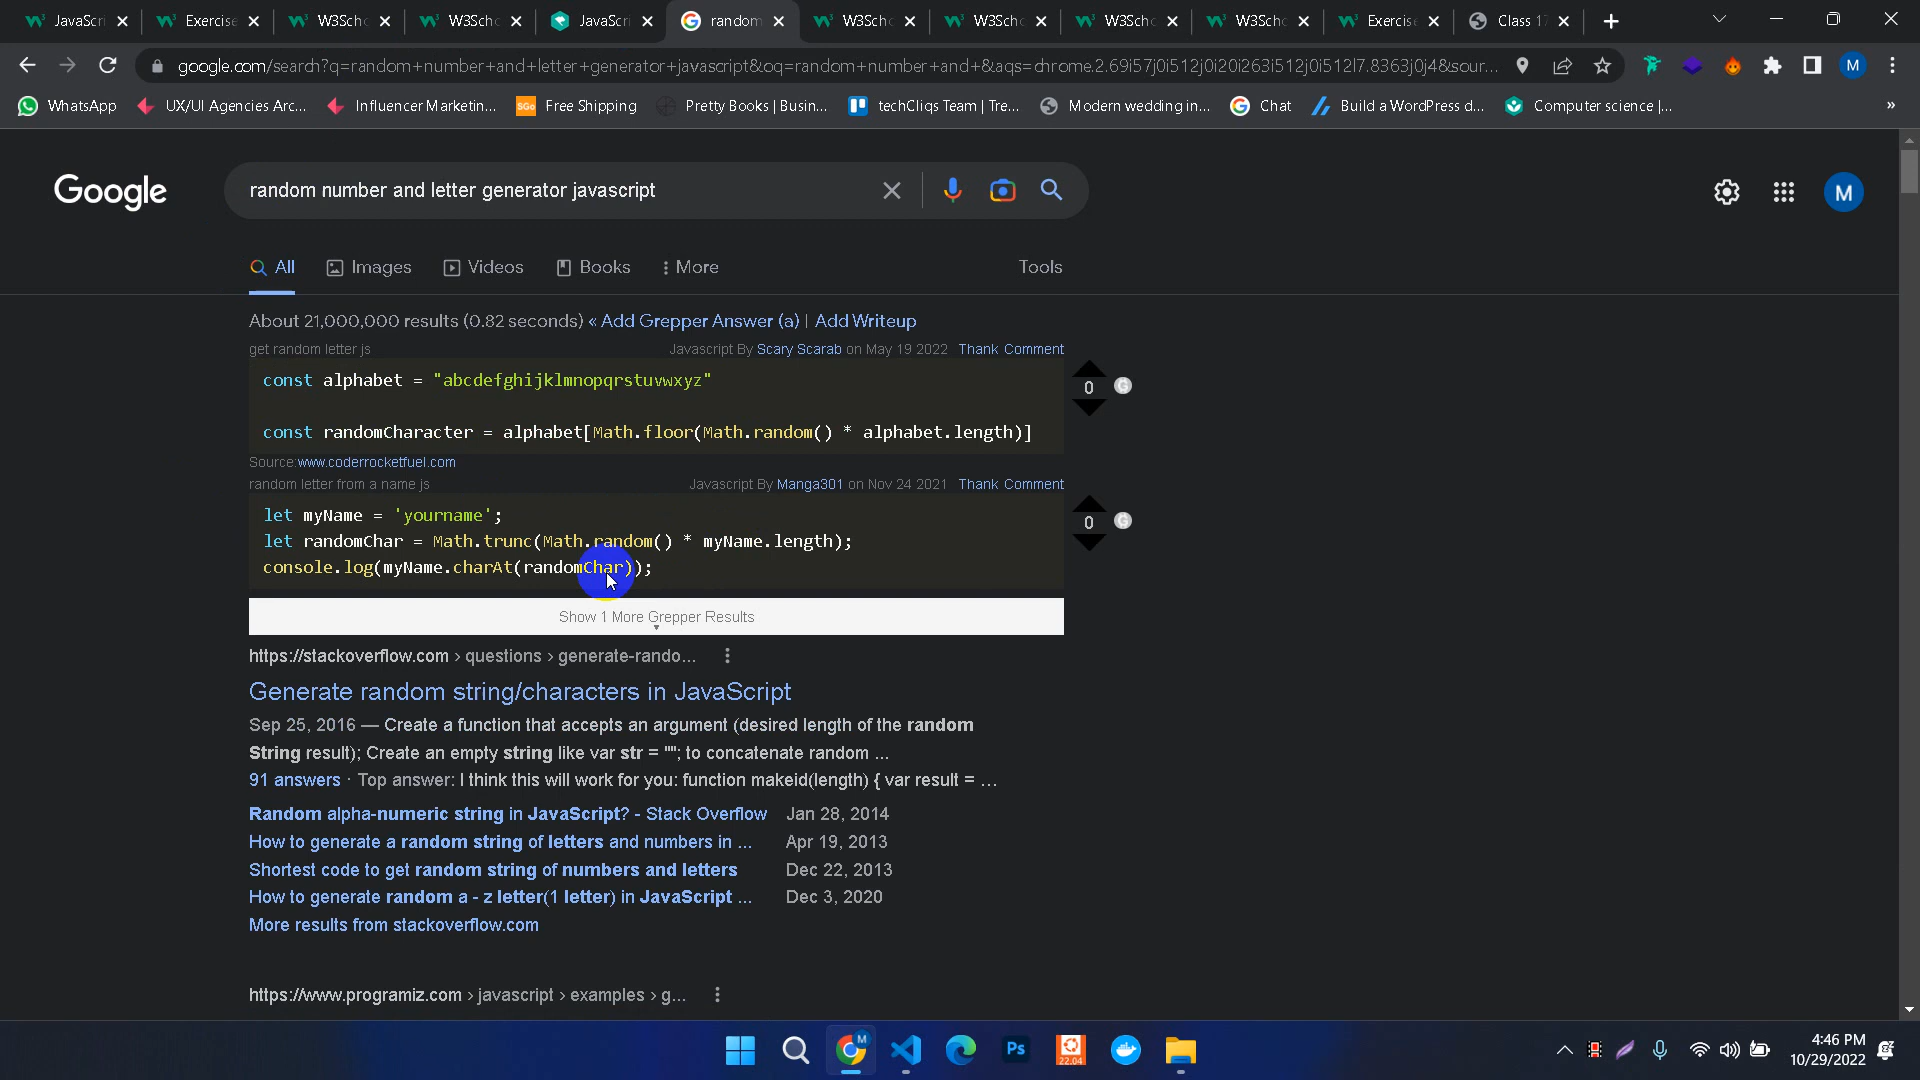 JavaScri
Exercise
W3Sch
W3Sch
JavaScri
random
W3Sch
W3Sch
W3Sch
W3Sch
Exercise
Class 17
google.com/search?q=random+number+and+letter+generator+javascript&oq=random+number+and+&aqs=chrome.2.69i57j0i512j0i20i263i512j0i512l7.8363j0j4&sour...
M
WhatsApp
UX/UI Agencies Arc...
Influencer Marketin...
SGo
Free Shipping
Pretty Books | Busin...
techCliqs Team | Tre...
Modern wedding in...
Chat
Build a WordPress d...
Computer science |...
»
Google
random number and letter generator javascript
M
All
Images
Videos
Books
More
Tools
About 21,000,000 results (0.82 seconds) « Add Grepper Answer (a) | Add Writeup
get random letter js
Javascript By Scary Scarab on May 19 2022 Thank Comment
const alphabet = "abcdefghijklmnopqrstuvwxyz"
0
G
const randomCharacter = alphabet[Math.floor(Math.random() * alphabet.length)]
Source:www.coderrocketfuel.com
random letter from a name js
Javascript By Manga301 on Nov 24 2021 Thank Comment
let myName = 'yourname';
0
G
let randomChar = Math.trunc(Math.random() * myName.length);
console.log(myName.charAt(randomChar));
Show 1 More Grepper Results
https://stackoverflow.com › questions › generate-rando...
Generate random string/characters in JavaScript
Sep 25, 2016 — Create a function that accepts an argument (desired length of the random
String result); Create an empty string like var str = ""; to concatenate random ...
91 answers · Top answer: I think this will work for you: function makeid(length) { var result = ...
Random alpha-numeric string in JavaScript? - Stack Overflow Jan 28, 2014
How to generate a random string of letters and numbers in ... Apr 19, 2013
Shortest code to get random string of numbers and letters Dec 22, 2013
How to generate random a - z letter(1 letter) in JavaScript ... Dec 3, 2020
More results from stackoverflow.com
https://www.programiz.com › javascript › examples › g...
M
Ps
22.04
4:46 PM
10/29/2022